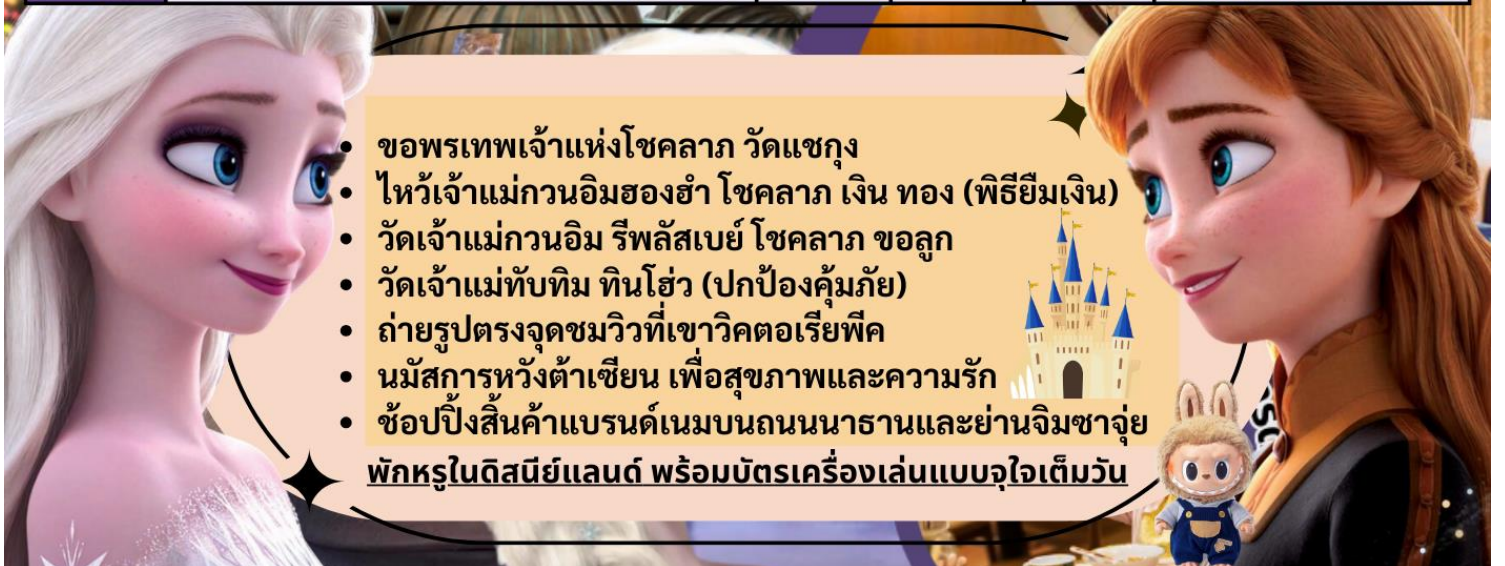 • ขอพรเทพเจ้าแห่งโชคลาภ วัดแชกุง
• ไหว้เจ้าแม่กวนอิมฮองฮำ โชคลาภ เงิน ทอง (พิธียืมเงิน)
• วัดเจ้าแม่กวนอิม รีพลัสเบย์ โชคลาภ ขอลูก
• วัดเจ้าแม่ทับทิม ทินโฮ่ว (ปกป้องคุ้มภัย)
• ถ่ายรูปตรงจุดชมวิวที่เขาวิคตอเรียพีค
• นมัสการหวังต้าเซียน เพื่อสุขภาพและความรัก
• ช้อปปิ้งสิ้นค้าแบรนด์เนมบนถนนนาธานและย่านจิมซาจุ่ย
พักหรูในดิสนีย์แลนด์ พร้อมบัตรเครื่องเล่นแบบจุใจเต็มวัน